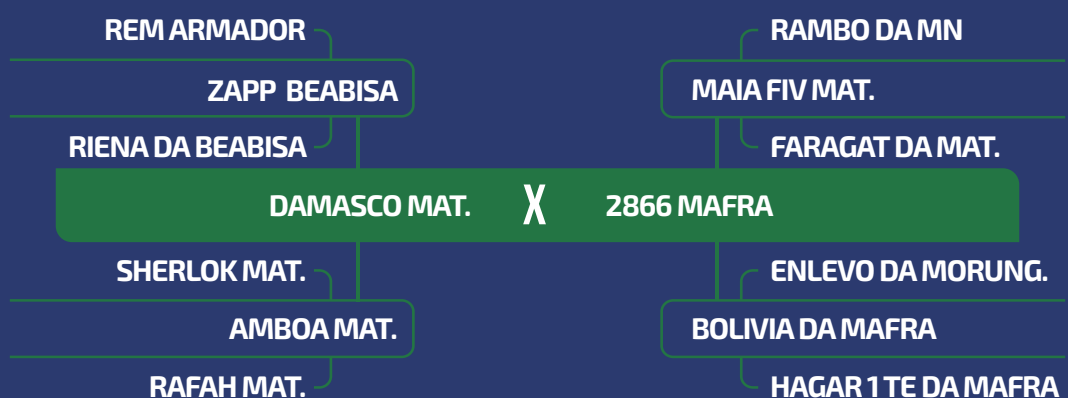 REM ARMADOR
RAMBO DA MN
ZAPP BEABISA
MAIA FIV MAT.
RIENA DA BEABISA
FARAGAT DA MAT.
DAMASCO MAT. X 2866 MAFRA
SHERLOK MAT.
ENLEVO DA MORUNG.
AMBOA MAT.
BOLIVIA DA MAFRA
RAFAH MAT.
HAGAR 1 TE DA MAFRA